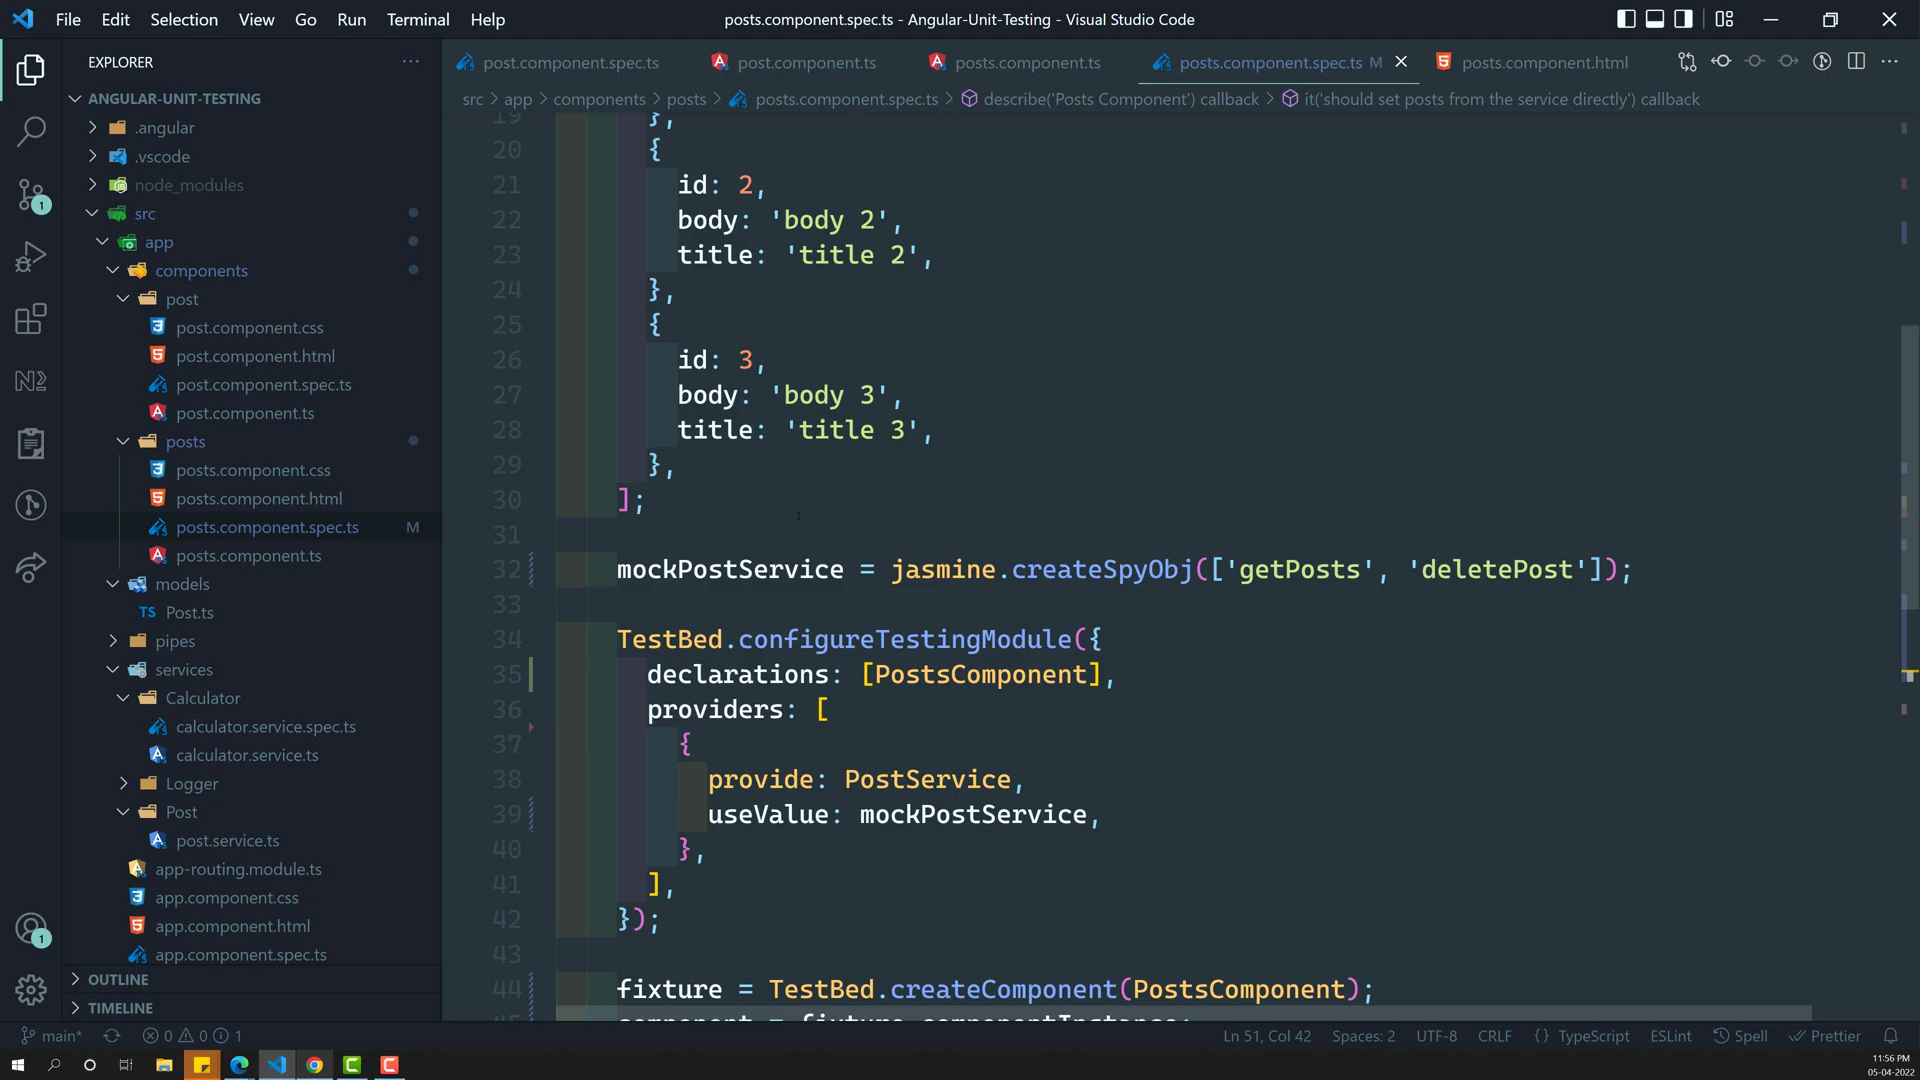 File Edit Selection View Go Run Terminal Help
posts.component.spec.ts - Angular-Unit-Testing - Visual Studio Code
EXPLORER
ANGULAR-UNIT-TESTING
.angular
.vscode
node_modules
src
app
components
post
post.component.css
post.component.html
post.component.spec.ts
post.component.ts
posts
posts.component.css
posts.component.html
posts.component.spec.ts M
posts.component.ts
models
TS Post.ts
pipes
services
Calculator
calculator.service.spec.ts
calculator.service.ts
Logger
Post
post.service.ts
app-routing.module.ts
app.component.css
app.component.html
app.component.spec.ts
OUTLINE
TIMELINE
1
1
post.component.spec.ts post.component.ts posts.component.ts posts.component.spec.ts M posts.component.html
src > app > components > posts > posts.component.spec.ts > describe('Posts Component') callback > it('should set posts from the service directly') callback
19 },
20 {
21 id: 2,
22 body: 'body 2',
23 title: 'title 2',
24 },
25 {
26 id: 3,
27 body: 'body 3',
28 title: 'title 3',
29 },
30 ];
31
32 mockPostService = jasmine.createSpyObj(['getPosts', 'deletePost']);
33
34 TestBed.configureTestingModule({
35 declarations: [PostsComponent],
36 providers: [
37 {
38 provide: PostService,
39 useValue: mockPostService,
40 },
41 ],
42 });
43
44 fixture = TestBed.createComponent(PostsComponent);
45 component = fixture.componentInstance;
main* 0 0 1
Ln 51, Col 42 Spaces: 2 UTF-8 CRLF {} TypeScript ESLint Spell Prettier
11:56 PM
05-04-2022